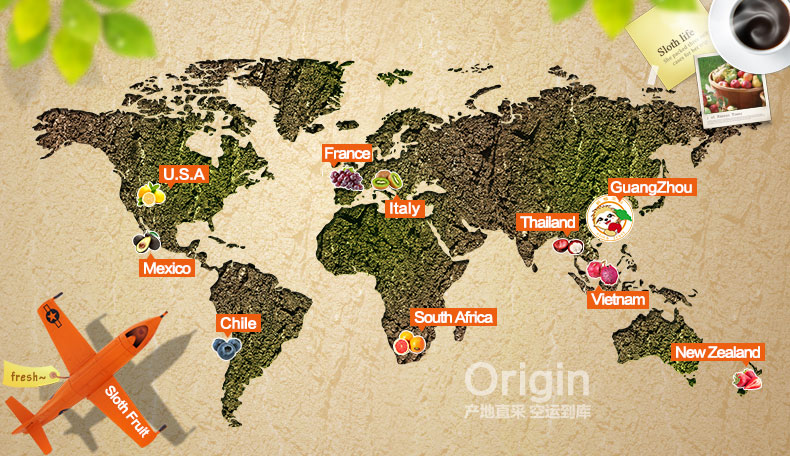 Sloth life
France
U.S.A
GuangZhou
Italy
Thailand
Mexico
Vietnam
South Africa
Chile
New Zealand
fresh~
Sloth Fruit
Origin
产地直采 空运到库